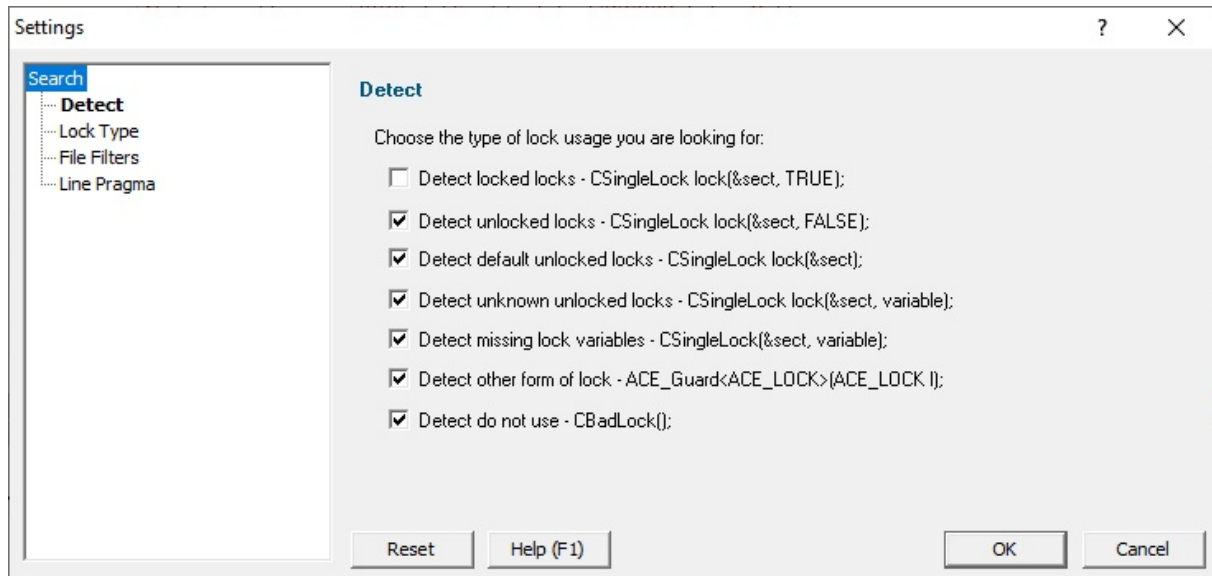 Settings
?
Search
Detect
Lock Type
File Filters
Line Pragma
Detect
Choose the type of lock usage you are looking for:
Detect locked locks - CSingleLock lock(&sect, TRUE);
Detect unlocked locks - CSingleLock lock(&sect, FALSE);
Detect default unlocked locks - CSingleLock lock(&sect);
Detect unknown unlocked locks - CSingleLock lock(&sect, variable);
Detect missing lock variables - CSingleLock(&sect, variable);
Detect other form of lock - ACE_Guard<ACE_LOCK>(ACE_LOCK l);
Detect do not use - CBadLock();
Reset
Help (F1)
OK
Cancel